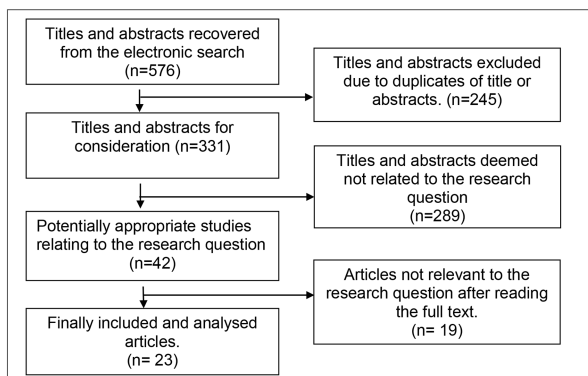 Titles and abstracts recovered
from the electronic search
(n=576)
Titles and abstracts excluded
due to duplicates of title or
abstracts. (n=245)
Titles and abstracts for
consideration (n=331)
Titles and abstracts deemed
not related to the research
question
(n=289)
Potentially appropriate studies
relating to the research question
(n=42)
Articles not relevant to the
research question after reading
the full text.
(n= 19)
Finally included and analysed
articles.
(n= 23)